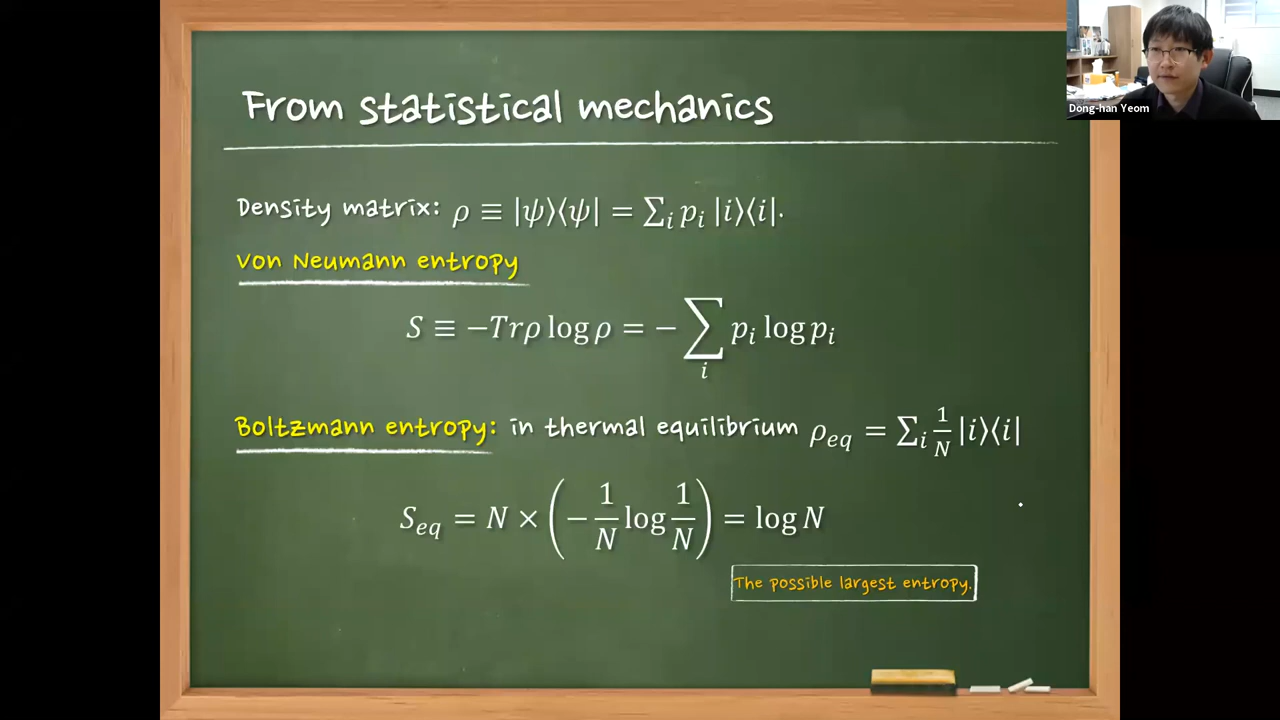 From statistical mechanics
Dong-han Yeom
Density matrix: ρ ≡ |ψ⟩⟨ψ| = ∑ᵢ pᵢ |i⟩⟨i|.
Von Neumann entropy
S ≡ −Trρ log ρ = − ∑ᵢ pᵢ log pᵢ
Boltzmann entropy: in thermal equilibrium ρ_eq = ∑ᵢ 1/N |i⟩⟨i|
S_eq = N × (− 1/N log 1/N) = log N
The possible largest entropy.